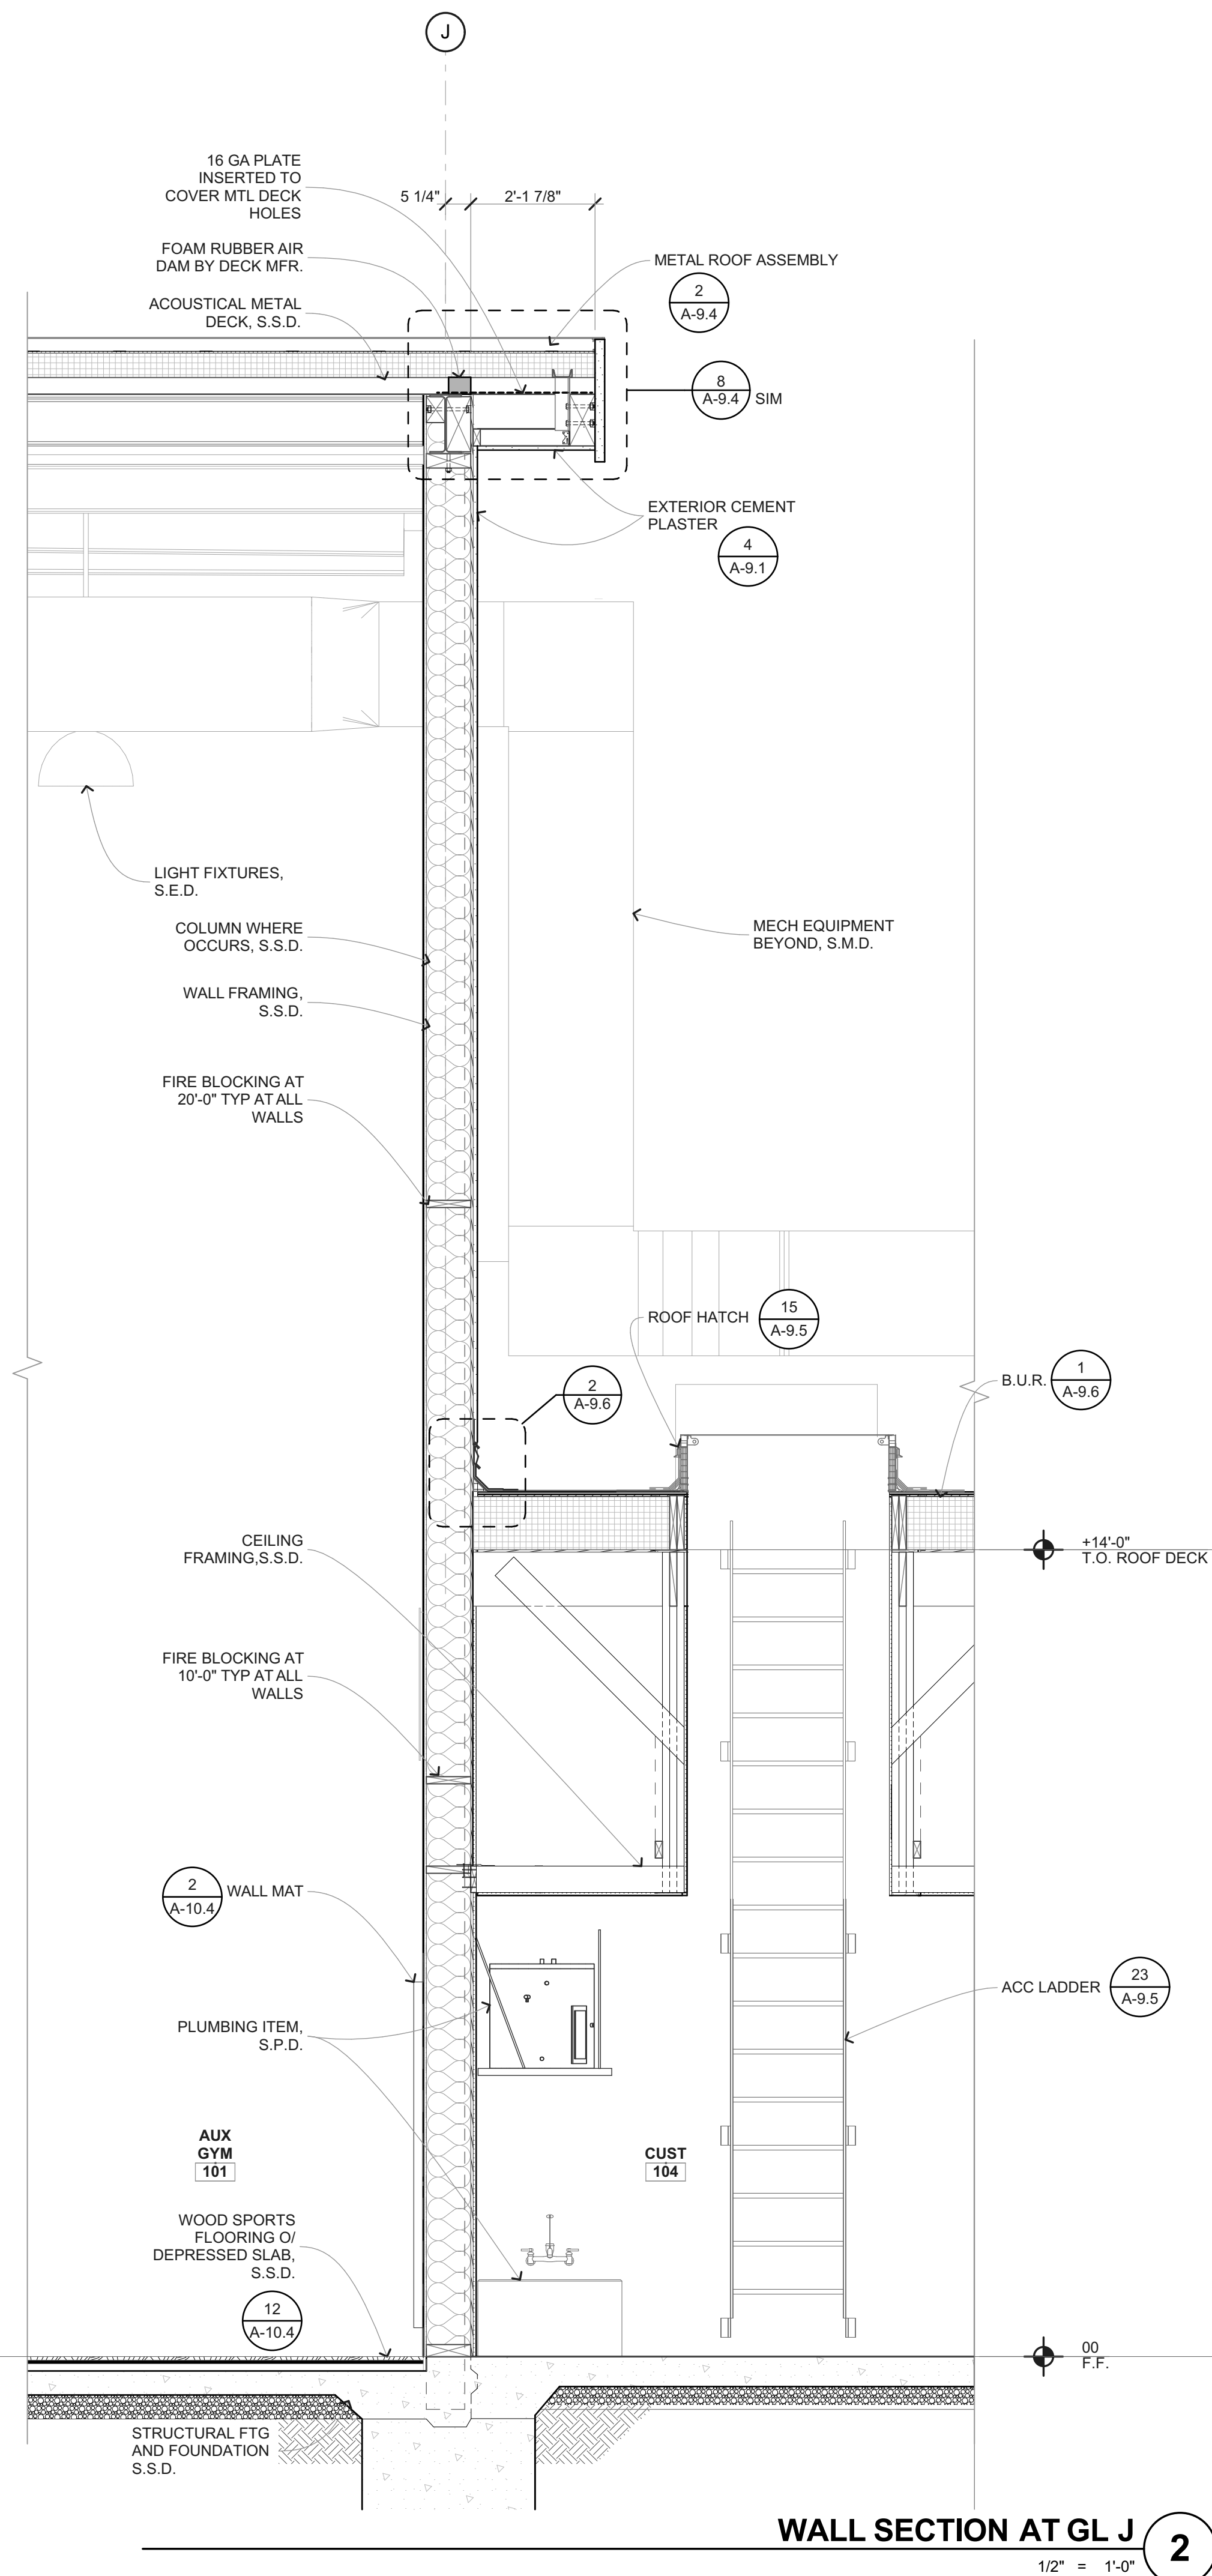 J
16 GA PLATE
INSERTED TO
COVER MTL DECK
HOLES
5 1/4"
2'-1 7/8"
FOAM RUBBER AIR
DAM BY DECK MFR.
METAL ROOF ASSEMBLY
2
A-9.4
ACOUSTICAL METAL
DECK, S.S.D.
8
A-9.4
SIM
EXTERIOR CEMENT
PLASTER
4
A-9.1
LIGHT FIXTURES,
S.E.D.
COLUMN WHERE
OCCURS, S.S.D.
MECH EQUIPMENT
BEYOND, S.M.D.
WALL FRAMING,
S.S.D.
FIRE BLOCKING AT
20'-0" TYP AT ALL
WALLS
ROOF HATCH
15
A-9.5
2
A-9.6
B.U.R.
1
A-9.6
CEILING
FRAMING,S.S.D.
+14'-0"
T.O. ROOF DECK
FIRE BLOCKING AT
10'-0" TYP AT ALL
WALLS
2
A-10.4
WALL MAT
ACC LADDER
23
A-9.5
PLUMBING ITEM,
S.P.D.
AUX
GYM
101
CUST
104
WOOD SPORTS
FLOORING O/
DEPRESSED SLAB,
S.S.D.
12
A-10.4
00
F.F.
STRUCTURAL FTG
AND FOUNDATION
S.S.D.
WALL SECTION AT GL J
2
1/2" = 1'-0"